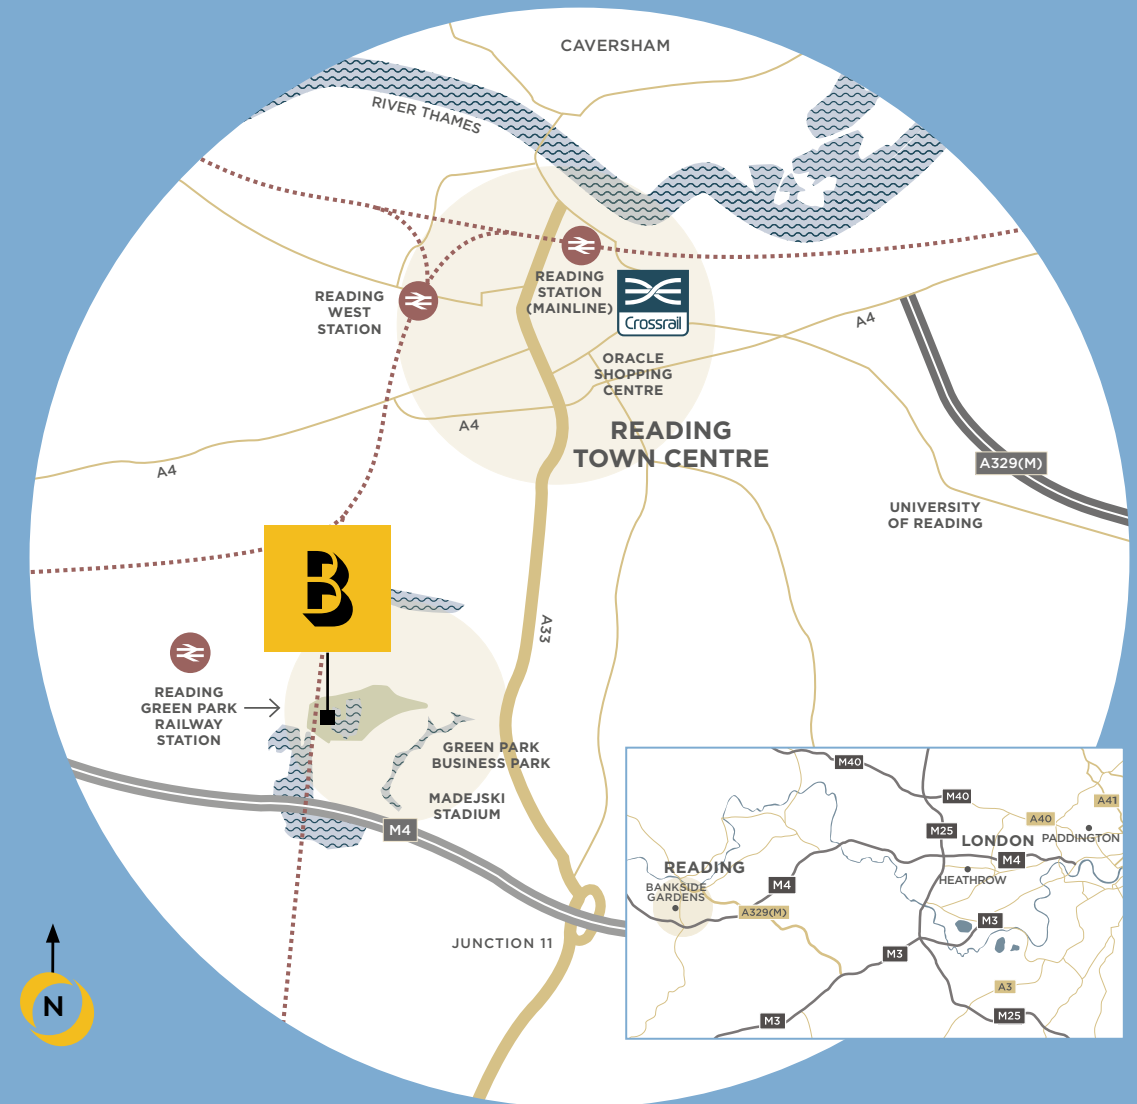 CAVERSHAM
RIVER THAMES
READING
STATION
(MAINLINE)
READING
WEST
STATION
Crossrail
A4
ORACLE
SHOPPING
CENTRE
A4
READING
TOWN CENTRE
A4
A329(M)
UNIVERSITY
OF READING
B
A33
READING
GREEN PARK
RAILWAY
STATION
GREEN PARK
BUSINESS PARK
MADEJSKI
STADIUM
M4
JUNCTION 11
N
M40
M40
A41
A40
M25
LONDON
PADDINGTON
M4
READING
HEATHROW
M4
BANKSIDE
GARDENS
A329(M)
M3
M3
A3
M25
M3